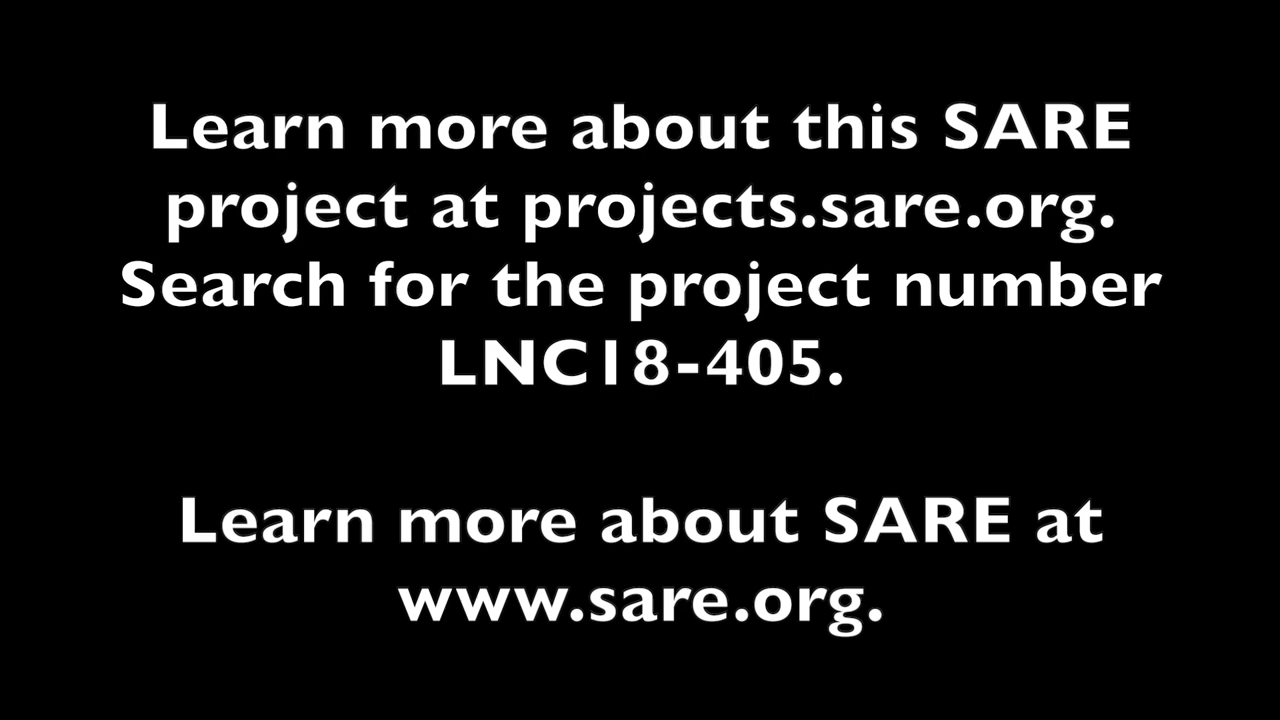 Learn more about this SARE
project at projects.sare.org.
Search for the project number
LNC18-405.
Learn more about SARE at
www.sare.org.